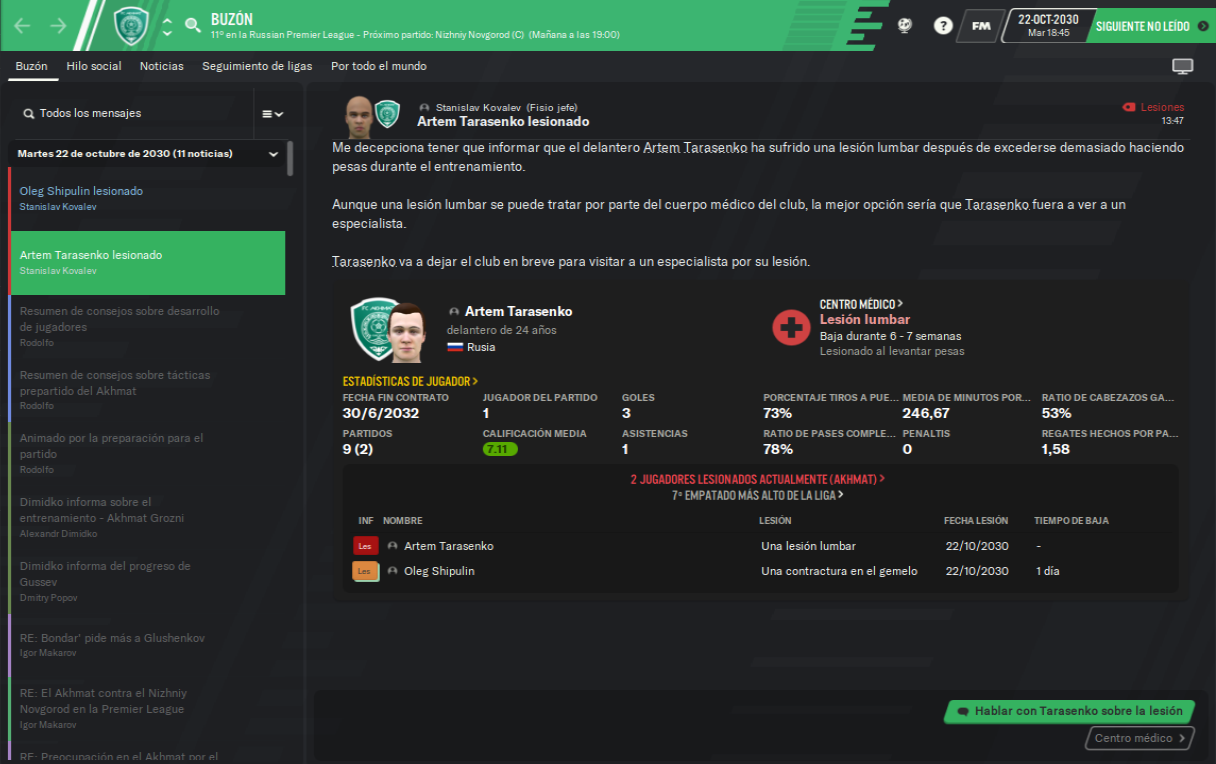 BUZÓN
11º en la Russian Premier League - Próximo partido: Nizhniy Novgorod (C) (Mañana a las 19:00)
?
FM
22-OCT-2030
Mar 18:45
SIGUIENTE NO LEÍDO
Buzón
Hilo social
Noticias
Seguimiento de ligas
Por todo el mundo
Todos los mensajes
Martes 22 de octubre de 2030 (11 noticias)
Oleg Shipulin lesionado
Stanislav Kovalev
Artem Tarasenko lesionado
Stanislav Kovalev
Resumen de consejos sobre desarrollo
de jugadores
Rodolfo
Resumen de consejos sobre tácticas
prepartido del Akhmat
Rodolfo
Animado por la preparación para el
partido
Rodolfo
Dimidko informa sobre el
entrenamiento - Akhmat Grozni
Alexandr Dimidko
Dimidko informa del progreso de
Gussev
Dmitry Popov
RE: Bondar' pide más a Glushenkov
Igor Makarov
RE: El Akhmat contra el Nizhniy
Novgorod en la Premier League
Igor Makarov
RE: Preocupación en el Akhmat por el
Stanislav Kovalev (Fisio jefe)
Artem Tarasenko lesionado
Lesiones
13:47
Me decepciona tener que informar que el delantero Artem Tarasenko ha sufrido una lesión lumbar después de excederse demasiado haciendo
pesas durante el entrenamiento.
Aunque una lesión lumbar se puede tratar por parte del cuerpo médico del club, la mejor opción sería que Tarasenko fuera a ver a un
especialista.
Tarasenko va a dejar el club en breve para visitar a un especialista por su lesión.
Artem Tarasenko
delantero de 24 años
Rusia
CENTRO MÉDICO
Lesión lumbar
Baja durante 6 - 7 semanas
Lesionado al levantar pesas
ESTADÍSTICAS DE JUGADOR
FECHA FIN CONTRATO
30/6/2032
JUGADOR DEL PARTIDO
1
GOLES
3
PORCENTAJE TIROS A PUE...
73%
MEDIA DE MINUTOS POR...
246,67
RATIO DE CABEZAZOS GA...
53%
PARTIDOS
9 (2)
CALIFICACIÓN MEDIA
7.11
ASISTENCIAS
1
RATIO DE PASES COMPLE...
78%
PENALTIS
0
REGATES HECHOS POR PA...
1,58
2 JUGADORES LESIONADOS ACTUALMENTE (AKHMAT)
7º EMPATADO MÁS ALTO DE LA LIGA
INF NOMBRE LESIÓN FECHA LESIÓN TIEMPO DE BAJA
Les Artem Tarasenko Una lesión lumbar 22/10/2030 -
Les Oleg Shipulin Una contractura en el gemelo 22/10/2030 1 día
Hablar con Tarasenko sobre la lesión
Centro médico